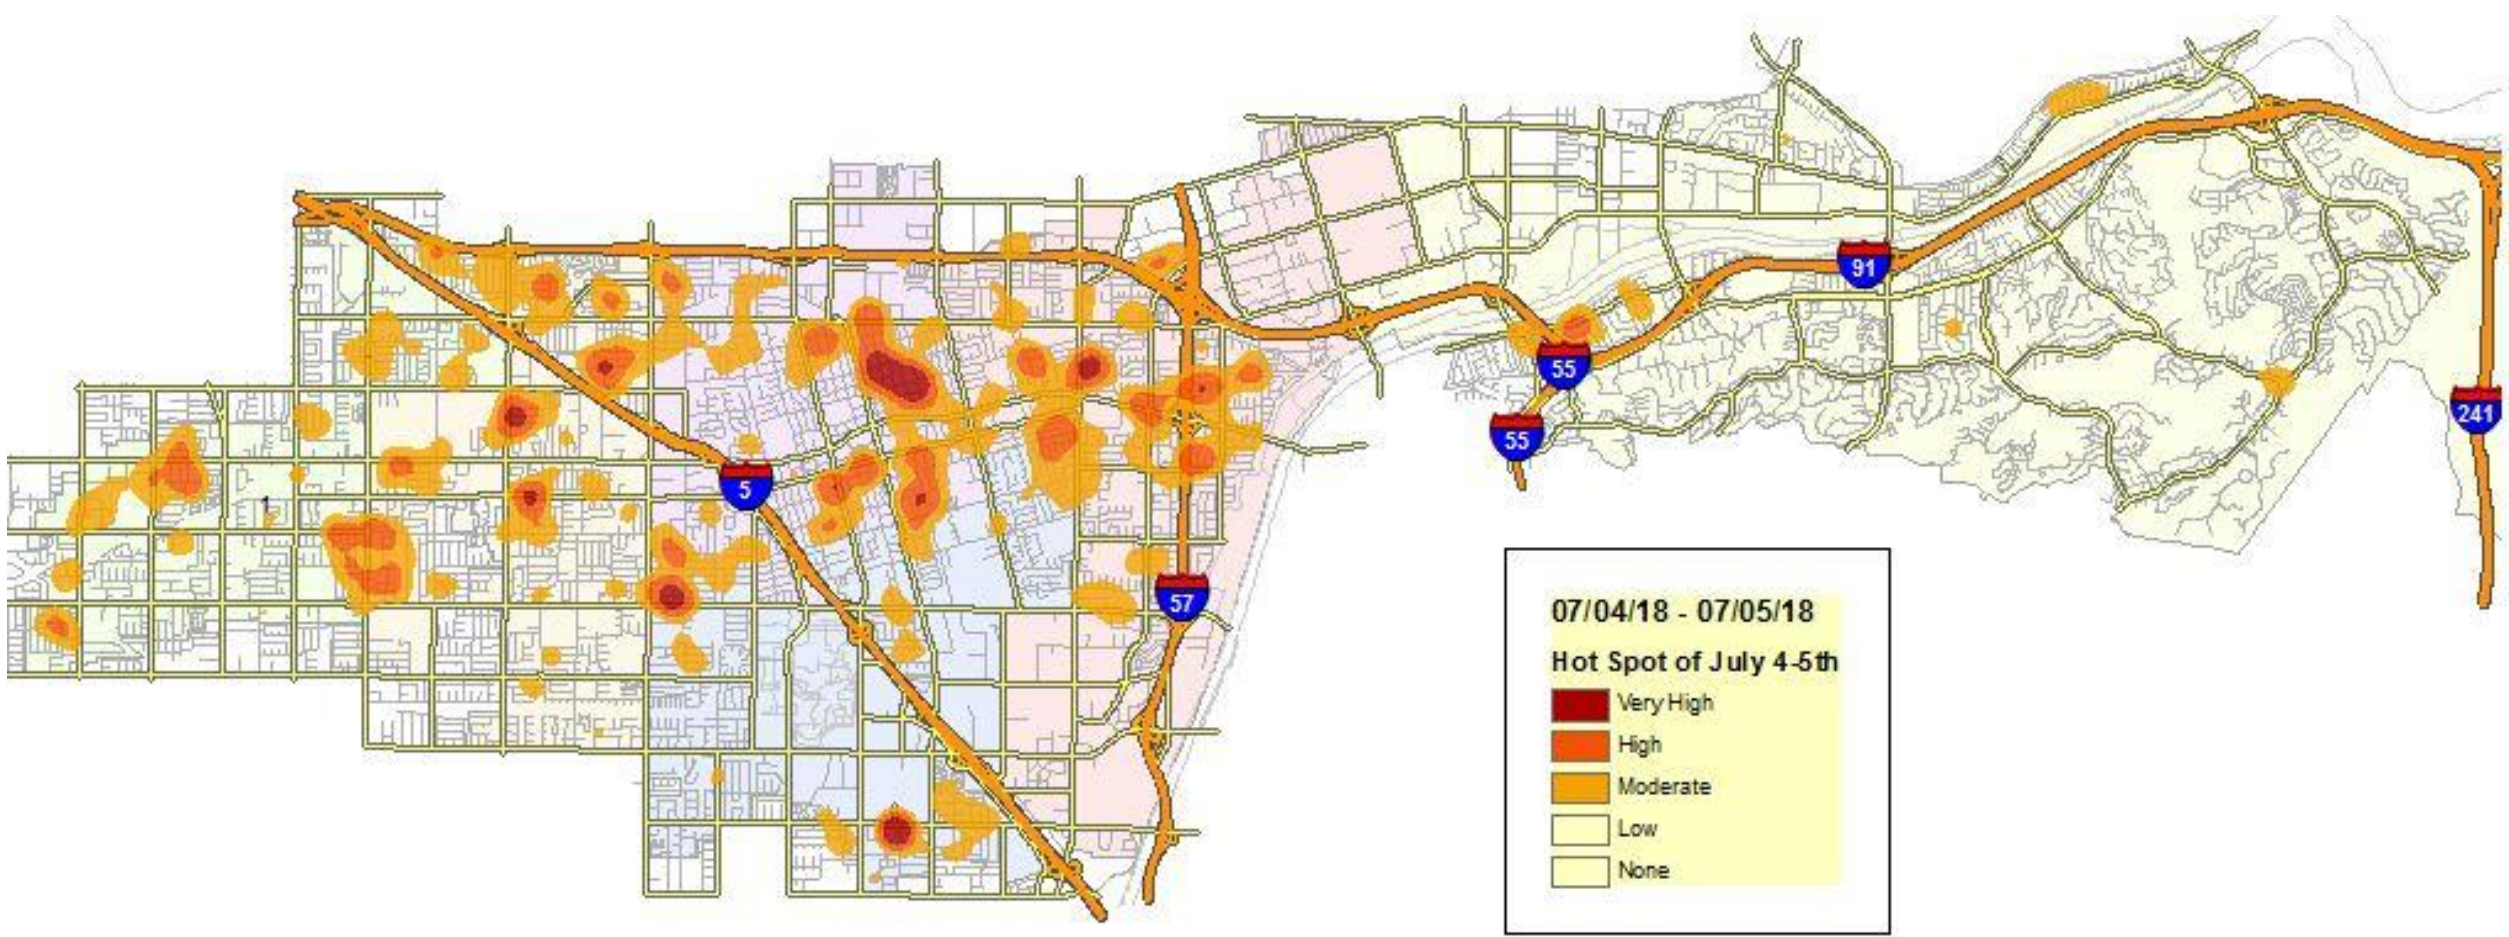 91
55
55
241
5
1
57
07/04/18 - 07/05/18
Hot Spot of July 4-5th
Very High
High
Moderate
Low
None